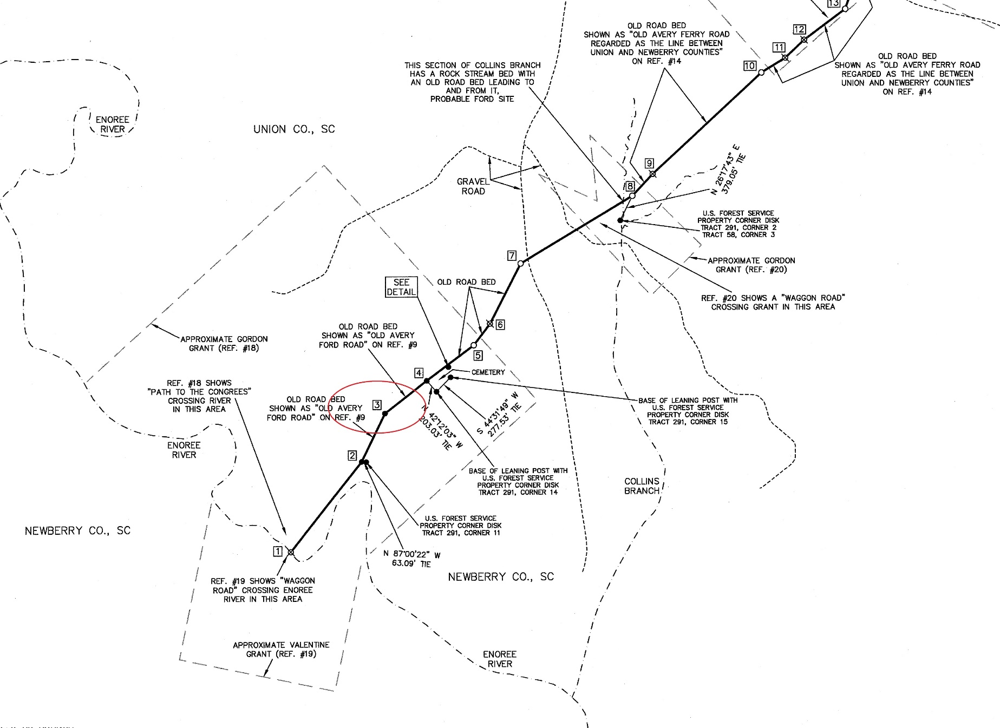 13
12
11
10
OLD ROAD BED
SHOWN AS "OLD AVERY FERRY ROAD
REGARDED AS THE LINE BETWEEN
UNION AND NEWBERRY COUNTIES"
ON REF. #14
OLD ROAD BED
SHOWN AS "OLD AVERY FERRY ROAD
REGARDED AS THE LINE BETWEEN
UNION AND NEWBERRY COUNTIES"
ON REF. #14
THIS SECTION OF COLLINS BRANCH
HAS A ROCK STREAM BED WITH
AN OLD ROAD BED LEADING TO
AND FROM IT,
PROBABLE FORD SITE
ENOREE
RIVER
UNION CO., SC
GRAVEL
ROAD
9
8
N 26°17'43" E
379.05' TIE
U.S. FOREST SERVICE
PROPERTY CORNER DISK
TRACT 291, CORNER 2
TRACT 58, CORNER 3
7
APPROXIMATE GORDON
GRANT (REF. #20)
SEE
DETAIL
OLD ROAD BED
REF. #20 SHOWS A "WAGGON ROAD"
CROSSING GRANT IN THIS AREA
6
OLD ROAD BED
SHOWN AS "OLD AVERY
FORD ROAD" ON REF. #9
APPROXIMATE GORDON
GRANT (REF. #18)
5
4
CEMETERY
REF. #18 SHOWS
"PATH TO THE CONGREES"
CROSSING RIVER
IN THIS AREA
OLD ROAD BED
SHOWN AS "OLD AVERY
FORD ROAD" ON REF. #9
3
N 42°12'03" W
203.03' TIE
S 44°31'49" W
277.53' TIE
BASE OF LEANING POST WITH
U.S. FOREST SERVICE
PROPERTY CORNER DISK
TRACT 291, CORNER 15
ENOREE
RIVER
2
BASE OF LEANING POST WITH
U.S. FOREST SERVICE
PROPERTY CORNER DISK
TRACT 291, CORNER 14
COLLINS
BRANCH
U.S. FOREST SERVICE
PROPERTY CORNER DISK
TRACT 291, CORNER 11
NEWBERRY CO., SC
1
N 87°00'22" W
63.09' TIE
NEWBERRY CO., SC
REF. #19 SHOWS "WAGGON
ROAD" CROSSING ENOREE
RIVER IN THIS AREA
APPROXIMATE VALENTINE
GRANT (REF. #19)
ENOREE
RIVER